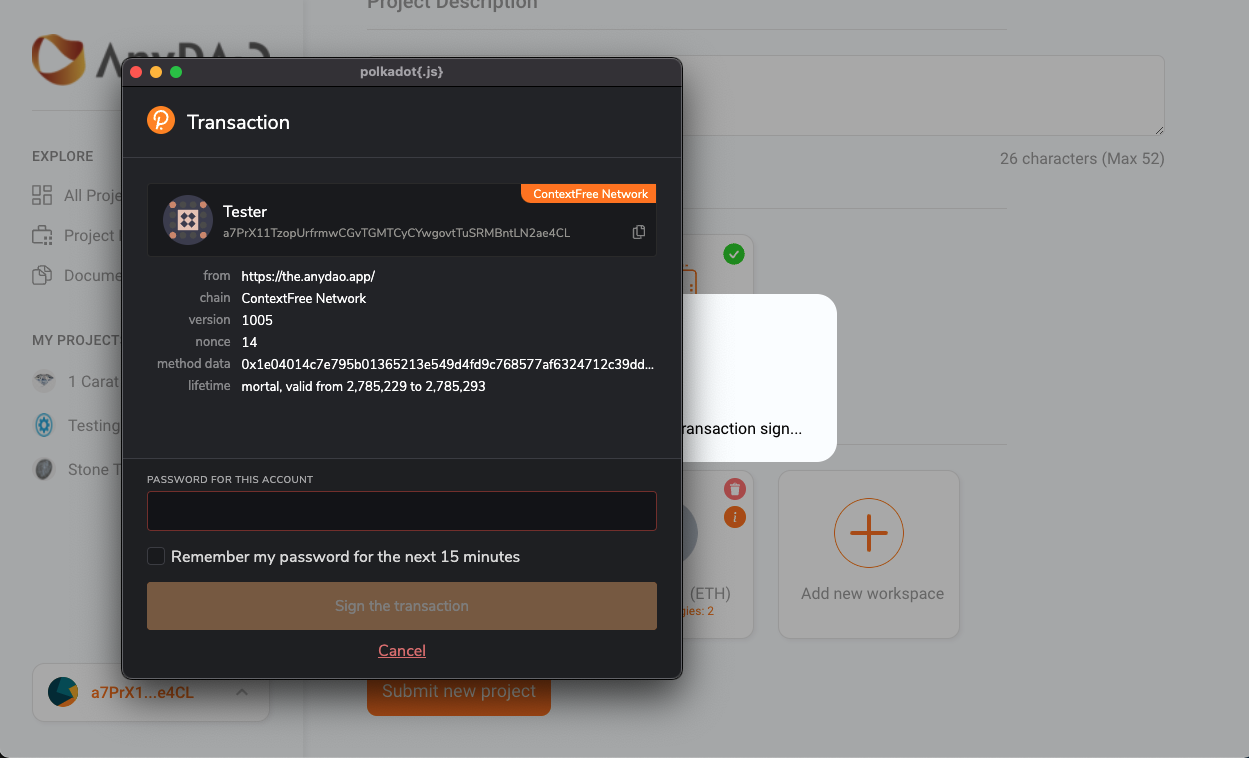 Project Description
AnyDAO
polkadot{.js}
Transaction
ContextFree Network
Tester
a7PrX11TzopUrfrmwCGvTGMTCyCYwgovtTuSRMBntLN2ae4CL
from https://the.anydao.app/
chain ContextFree Network
version 1005
nonce 14
method data 0x1e04014c7e795b01365213e549d4fd9c768577af6324712c39dd...
lifetime mortal, valid from 2,785,229 to 2,785,293
PASSWORD FOR THIS ACCOUNT
Remember my password for the next 15 minutes
Sign the transaction
Cancel
EXPLORE
All Proje
Project
Docume
MY PROJECT
1 Carat
Testing
Stone T
a7PrX1...e4CL
26 characters (Max 52)
ransaction sign...
i
(ETH)
gies: 2
Add new workspace
Submit new project